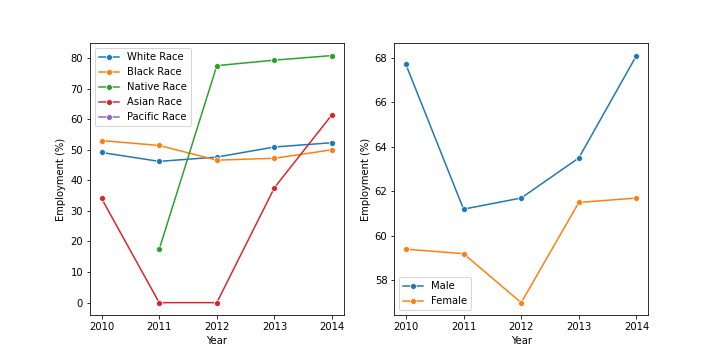 White Race
Black Race
Native Race
Asian Race
Pacific Race
80
70
60
50
40
30
20
10
0
Employment (%)
2010 2011 2012 2013 2014
Year
68
66
64
62
60
58
Employment (%)
Male
Female
2010 2011 2012 2013 2014
Year